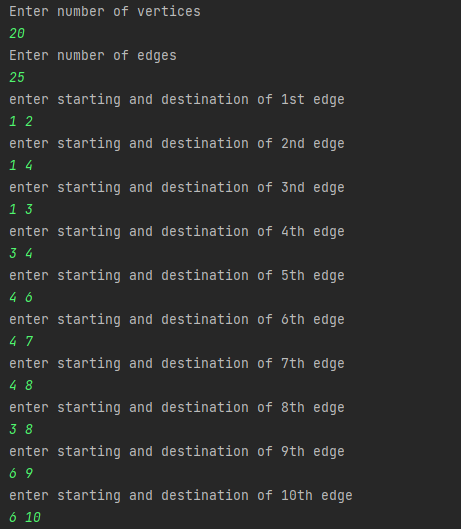 Enter number of vertices
20
Enter number of edges
25
enter starting and destination of 1st edge
1 2
enter starting and destination of 2nd edge
1 4
enter starting and destination of 3nd edge
1 3
enter starting and destination of 4th edge
3 4
enter starting and destination of 5th edge
4 6
enter starting and destination of 6th edge
4 7
enter starting and destination of 7th edge
4 8
enter starting and destination of 8th edge
3 8
enter starting and destination of 9th edge
6 9
enter starting and destination of 10th edge
6 10